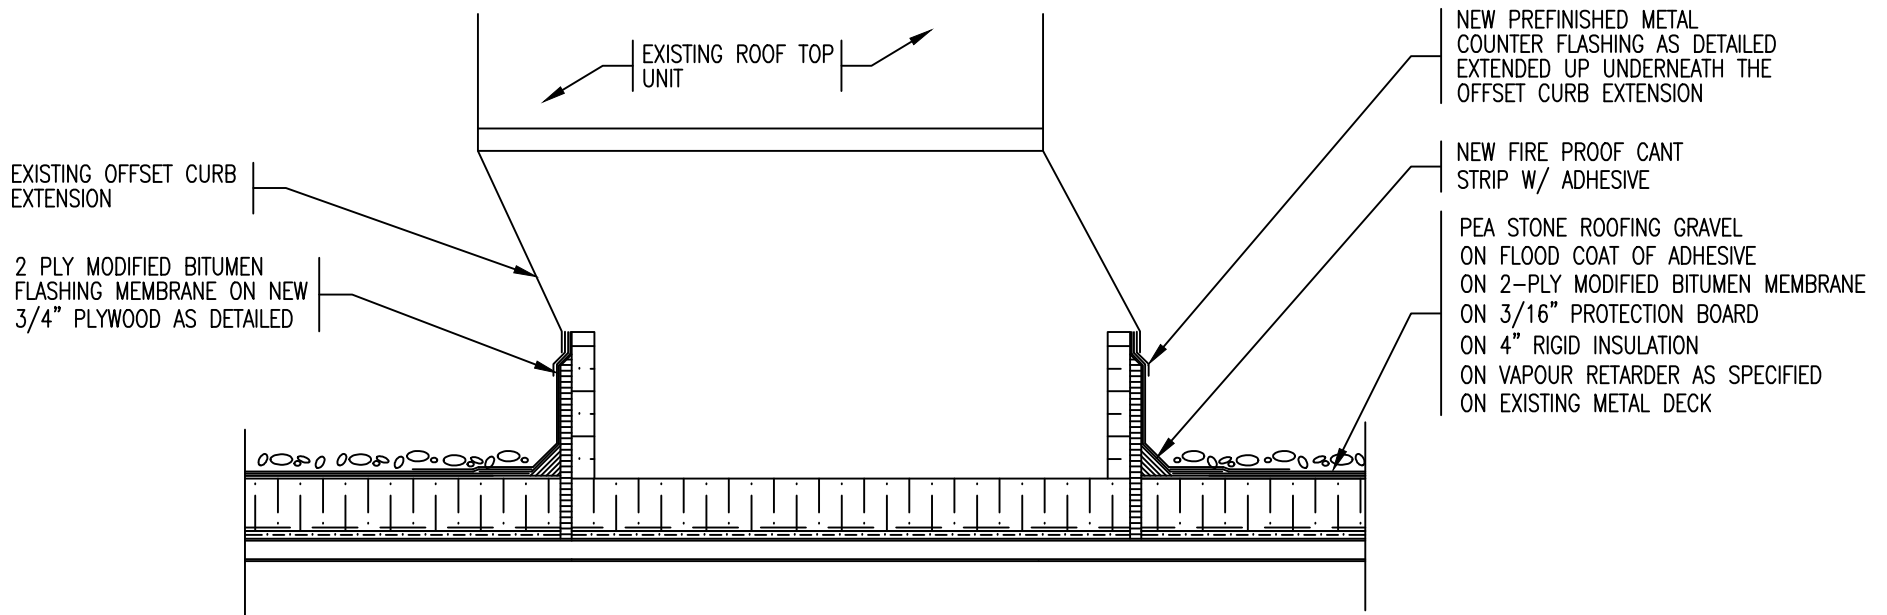 EXISTING ROOF TOP
UNIT
NEW PREFINISHED METAL
COUNTER FLASHING AS DETAILED
EXTENDED UP UNDERNEATH THE
OFFSET CURB EXTENSION
EXISTING OFFSET CURB
EXTENSION
NEW FIRE PROOF CANT
STRIP W/ ADHESIVE
2 PLY MODIFIED BITUMEN
FLASHING MEMBRANE ON NEW
3/4" PLYWOOD AS DETAILED
PEA STONE ROOFING GRAVEL
ON FLOOD COAT OF ADHESIVE
ON 2-PLY MODIFIED BITUMEN MEMBRANE
ON 3/16" PROTECTION BOARD
ON 4" RIGID INSULATION
ON VAPOUR RETARDER AS SPECIFIED
ON EXISTING METAL DECK